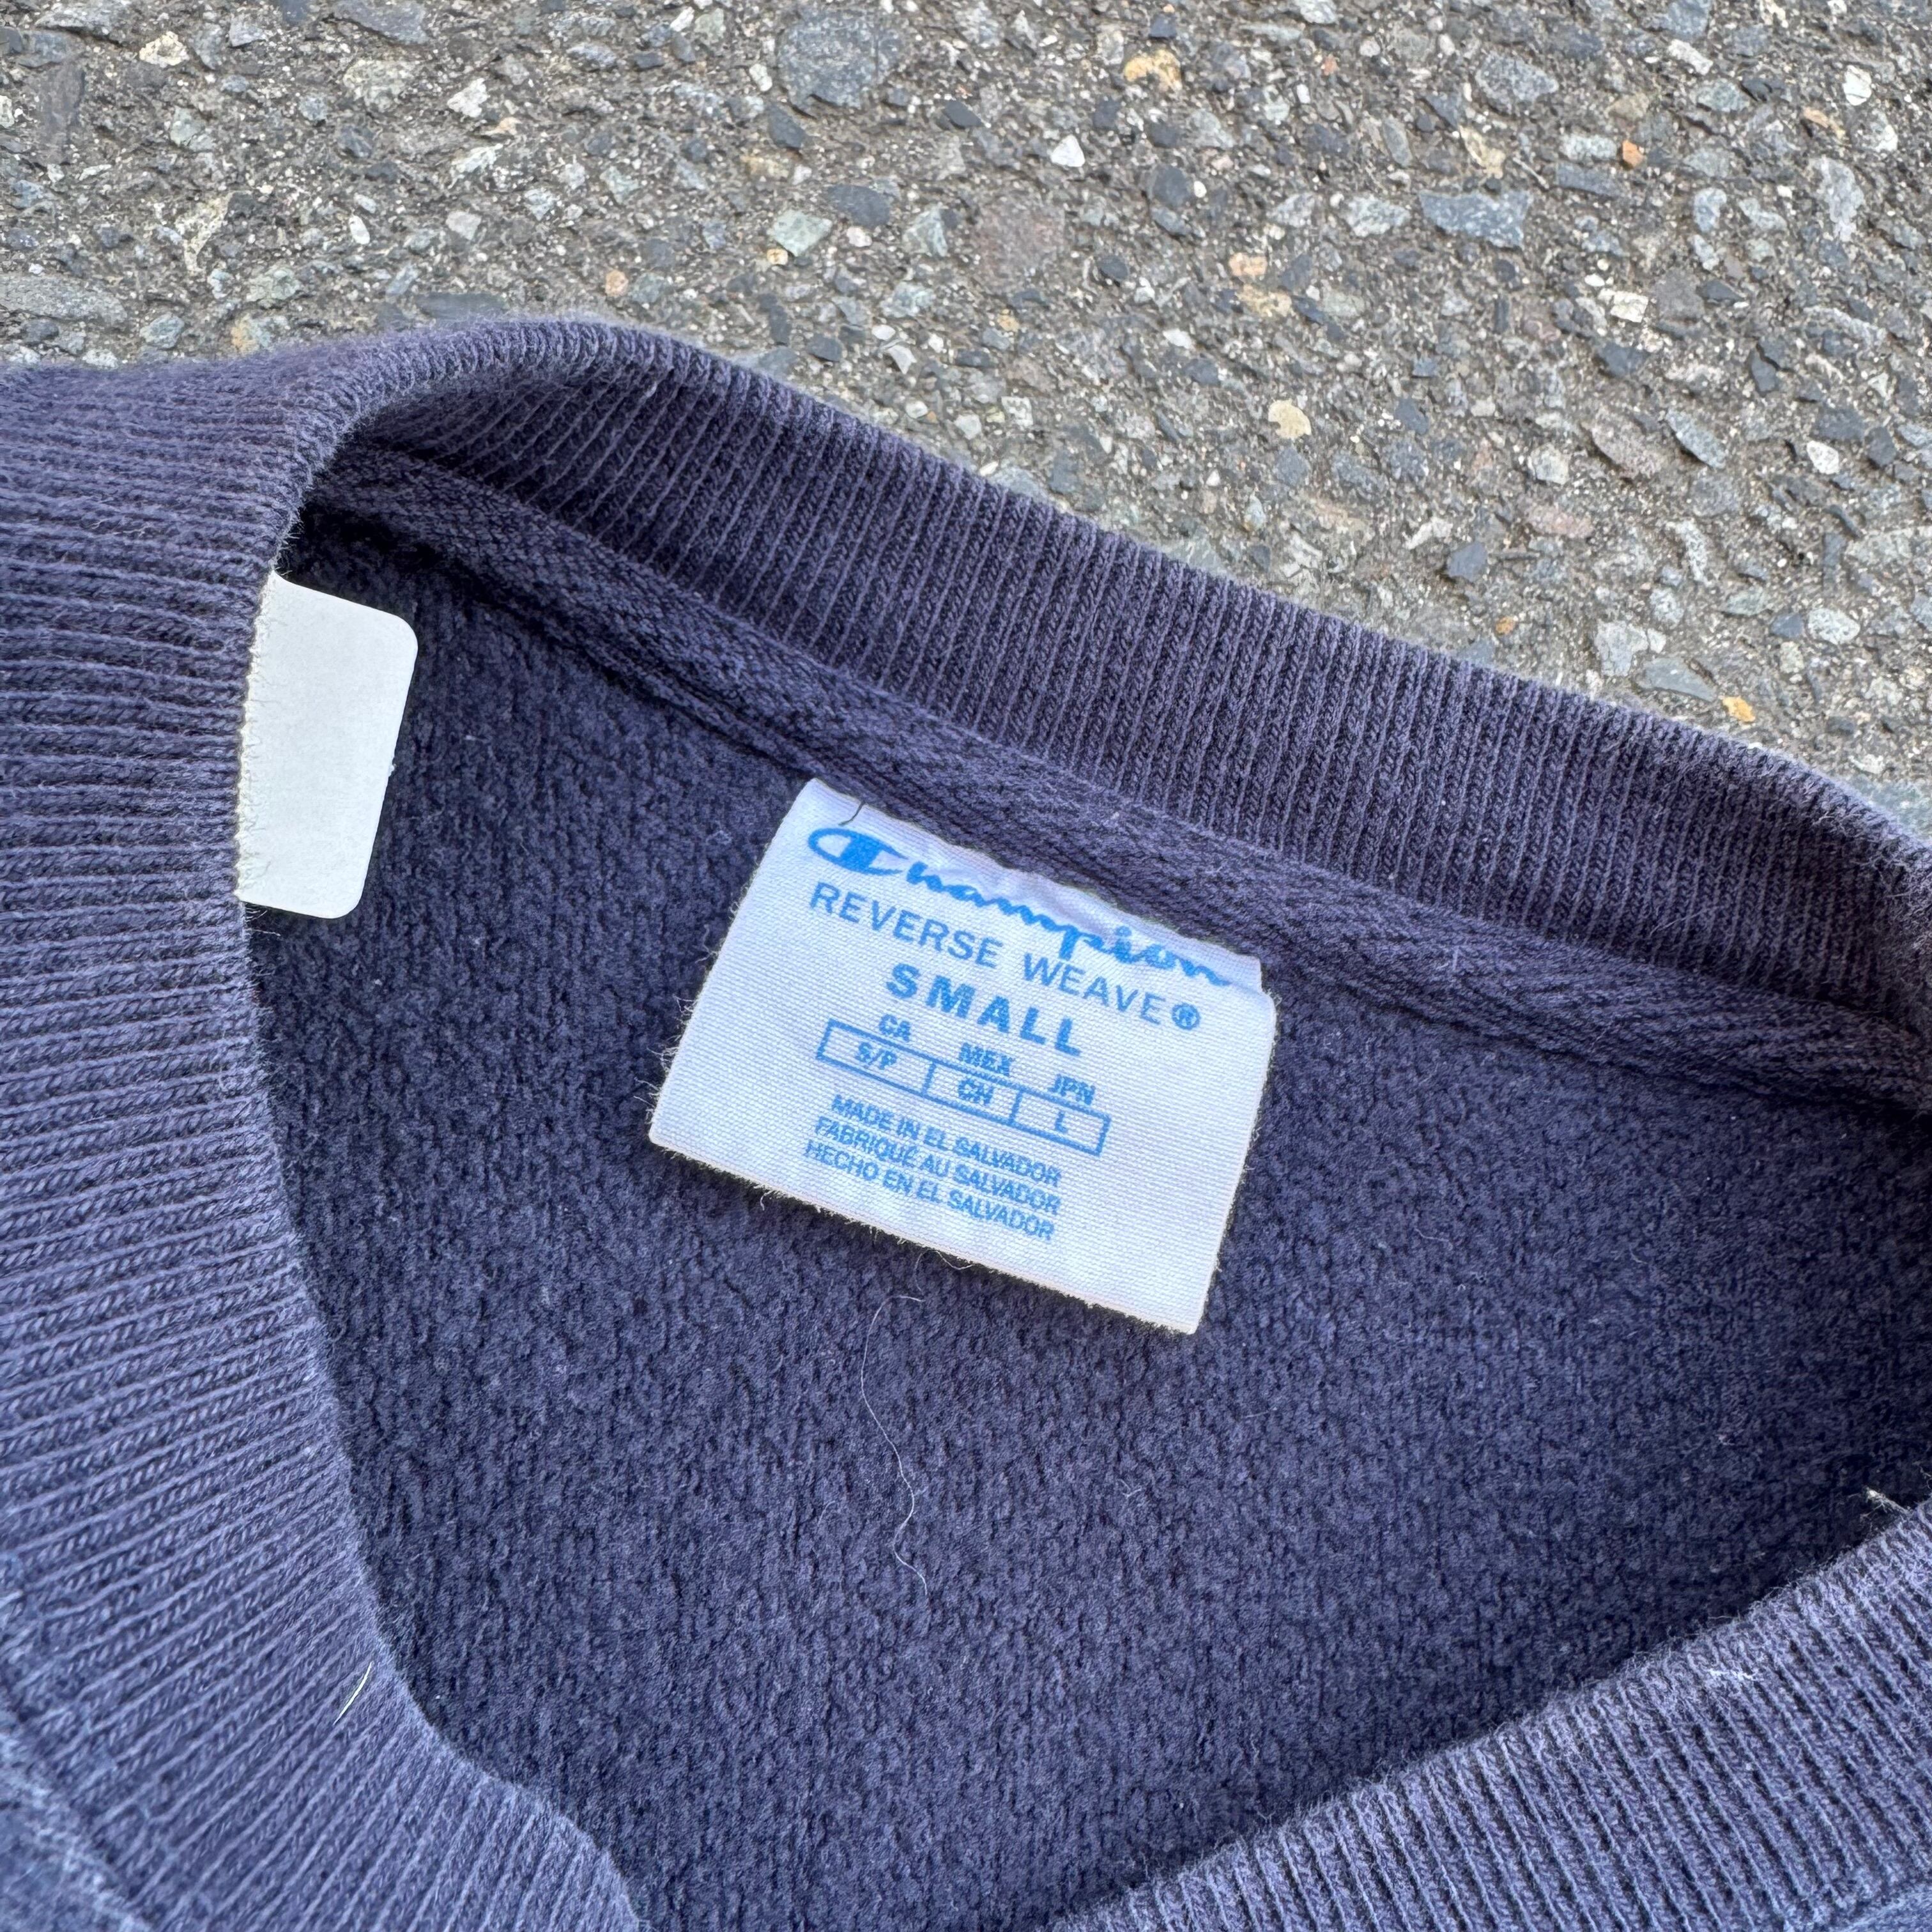 Champion
REVERSE WEAVE®
SMALL
CA MEX JPN
S/P CH L
MADE IN EL SALVADOR
FABRIQUÉ AU SALVADOR
HECHO EN EL SALVADOR